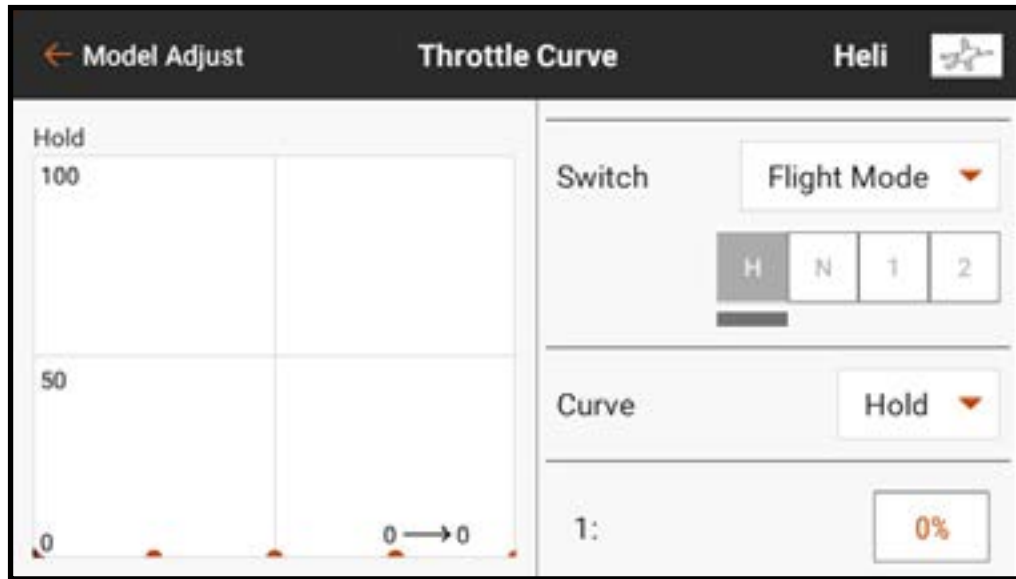 Model Adjust
Throttle Curve
Heli
Hold
100
50
0
0 → 0
Switch
Flight Mode
H N 1 2
Curve
Hold
1:
0%